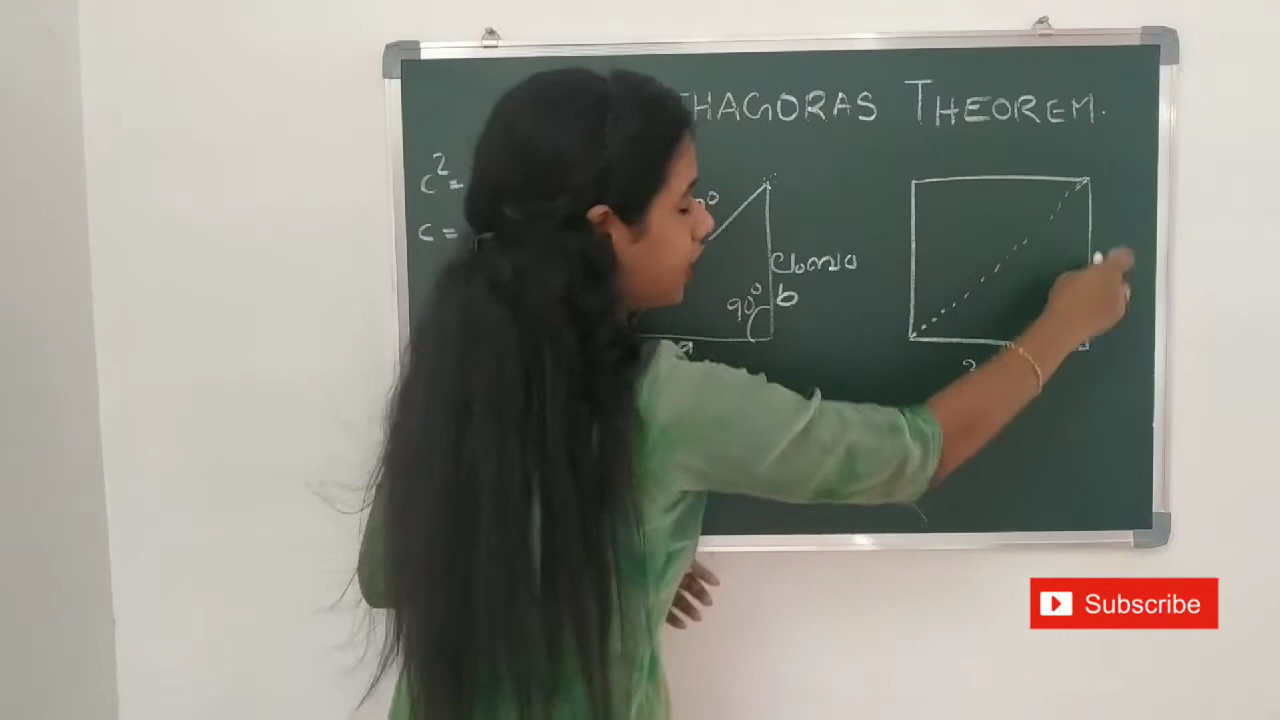 THAGORAS THEOREM.
c² =
c =
ലംബം
90°
b
a
Subscribe